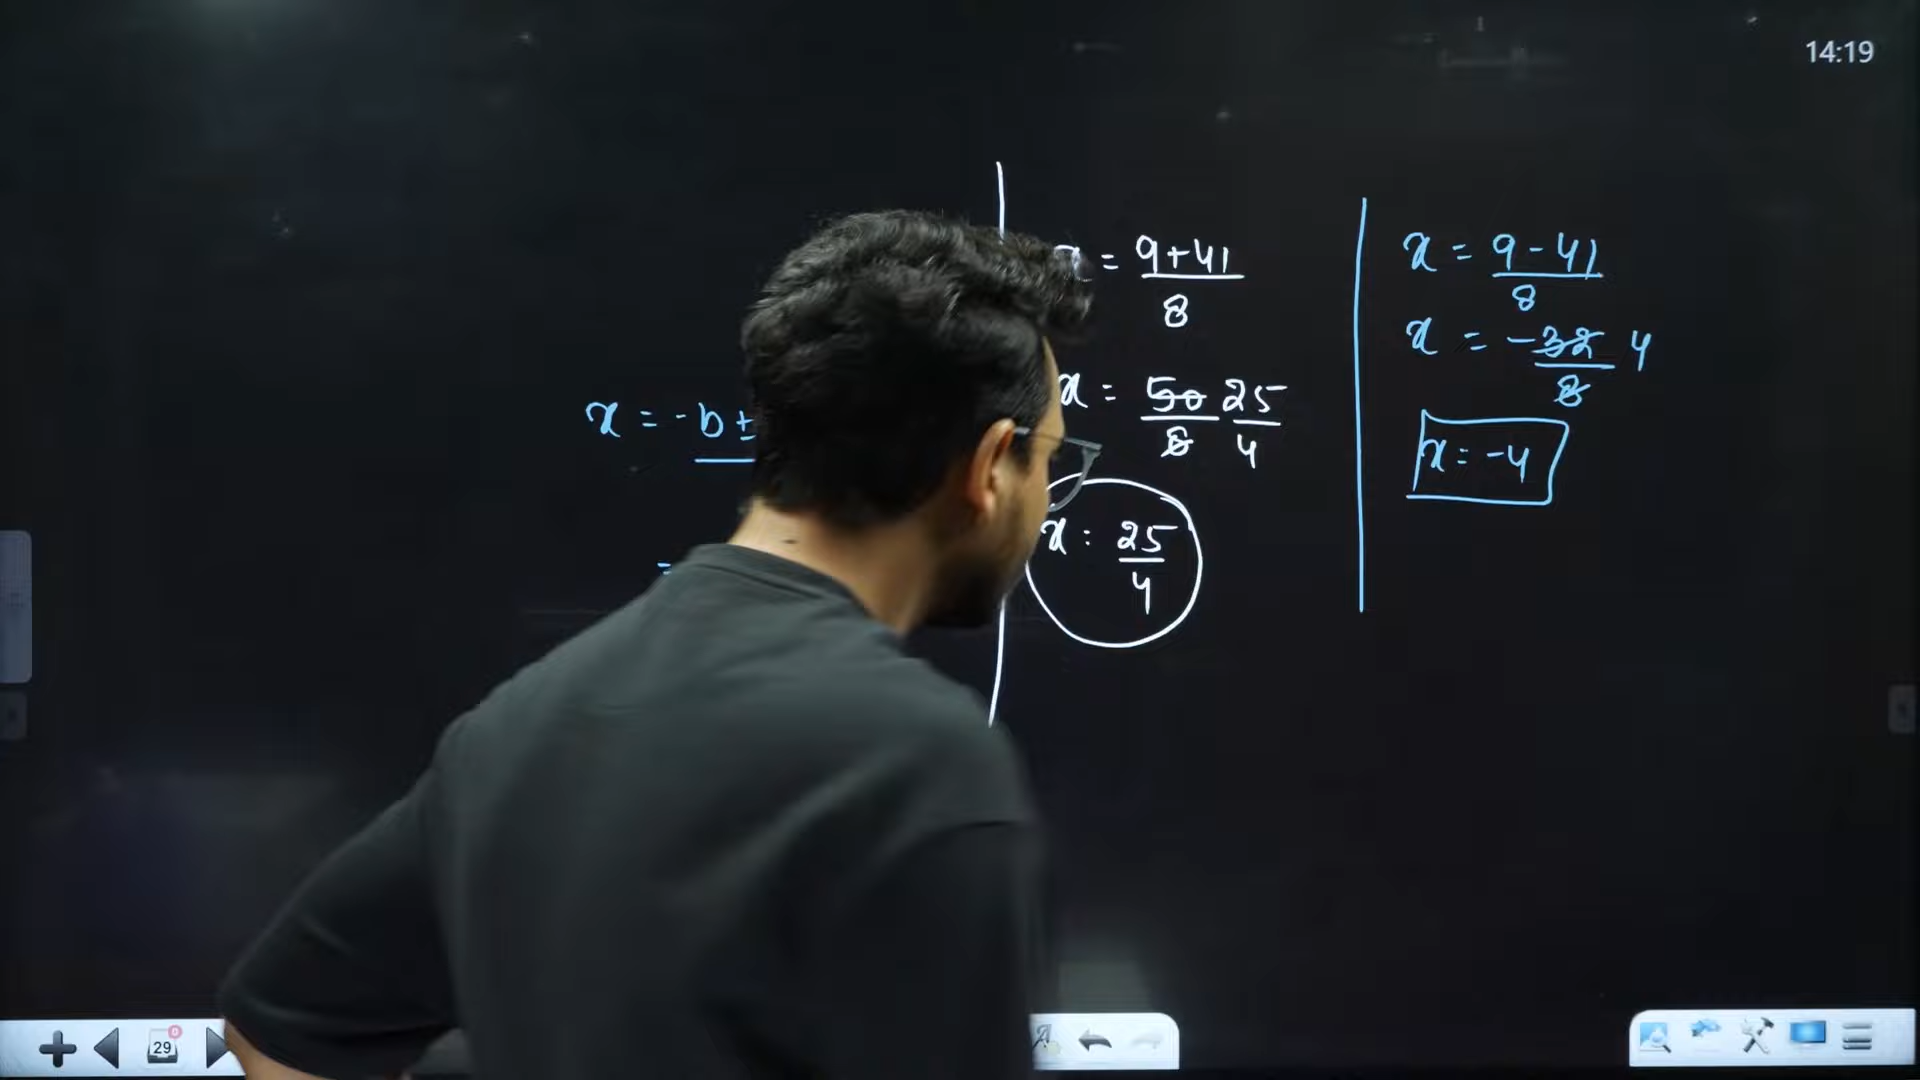 14:19
x = -b ±
=
x = 9+41
8
x = 50 25
8 4
x = 25
4
x = 9-41
8
x = -32 4
8
x = -4
29